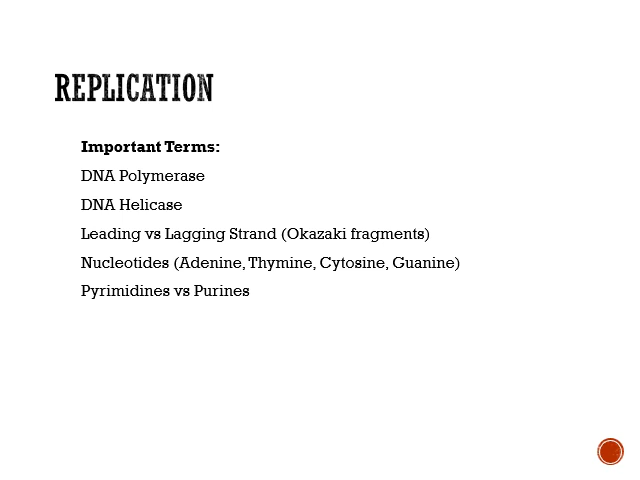 REPLICATION
Important Terms:
DNA Polymerase
DNA Helicase
Leading vs Lagging Strand (Okazaki fragments)
Nucleotides (Adenine, Thymine, Cytosine, Guanine)
Pyrimidines vs Purines